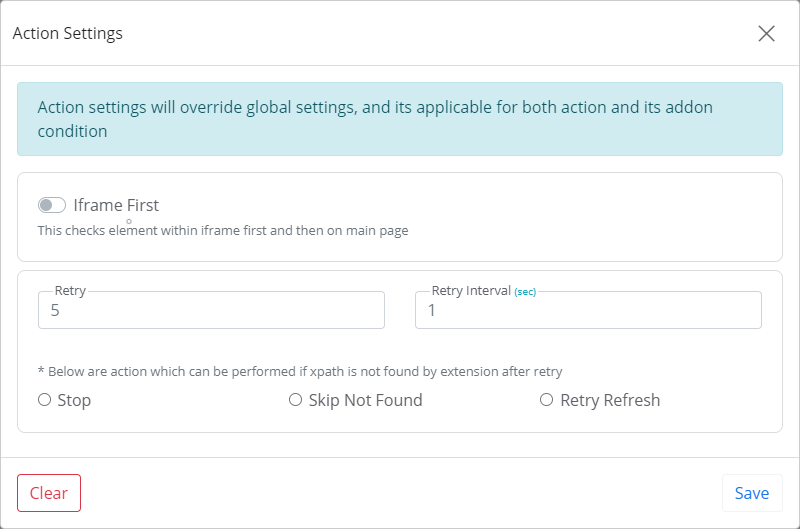 Action Settings
Action settings will override global settings, and its applicable for both action and its addon
condition
Iframe First
This checks element within iframe first and then on main page
Retry
Retry Interval (sec)
5
1
* Below are action which can be performed if xpath is not found by extension after retry
Stop
Skip Not Found
Retry Refresh
Clear
Save